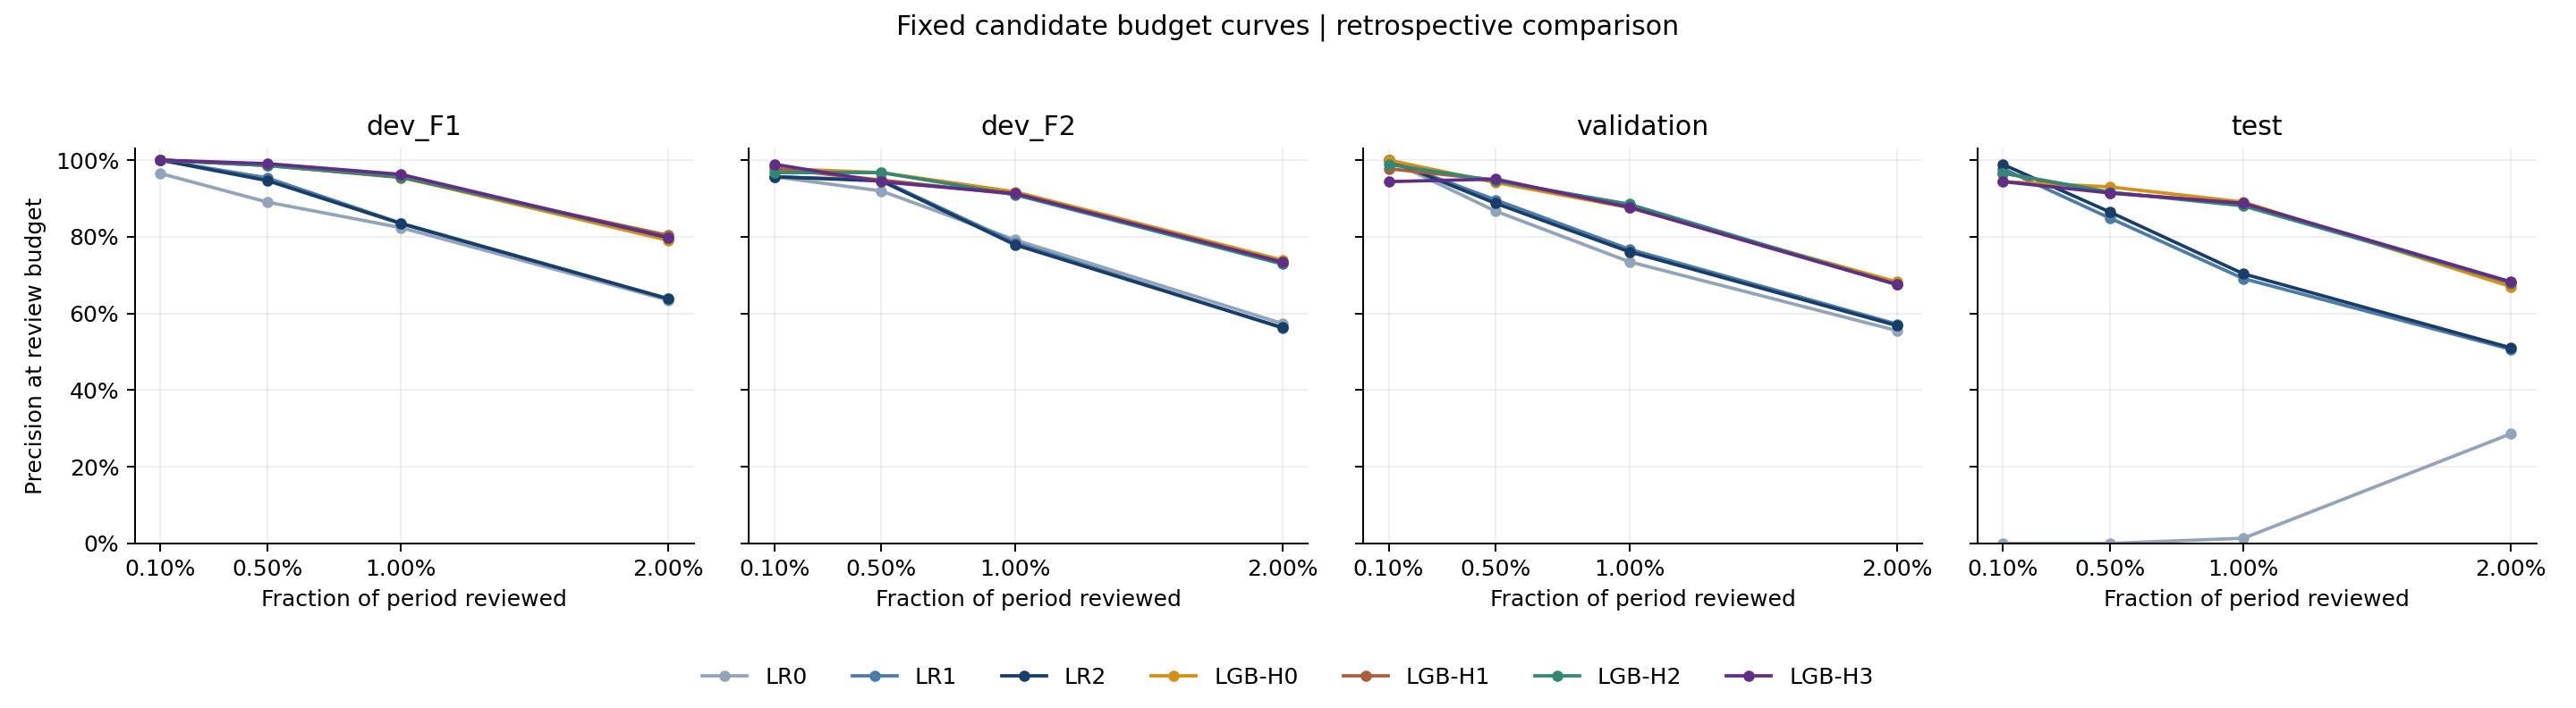 Fixed candidate budget curves | retrospective comparison
dev_F1
dev_F2
validation
test
Precision at review budget
100%
80%
60%
40%
20%
0%
0.10% 0.50% 1.00% 2.00%
0.10% 0.50% 1.00% 2.00%
0.10% 0.50% 1.00% 2.00%
0.10% 0.50% 1.00% 2.00%
Fraction of period reviewed
Fraction of period reviewed
Fraction of period reviewed
Fraction of period reviewed
LR0 LR1 LR2 LGB-H0 LGB-H1 LGB-H2 LGB-H3